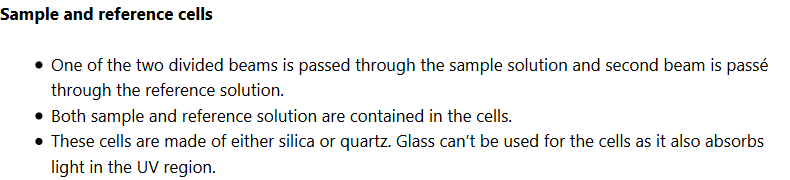 Sample and reference cells
• One of the two divided beams is passed through the sample solution and second beam is passé
through the reference solution.
• Both sample and reference solution are contained in the cells.
• These cells are made of either silica or quartz. Glass can’t be used for the cells as it also absorbs
light in the UV region.